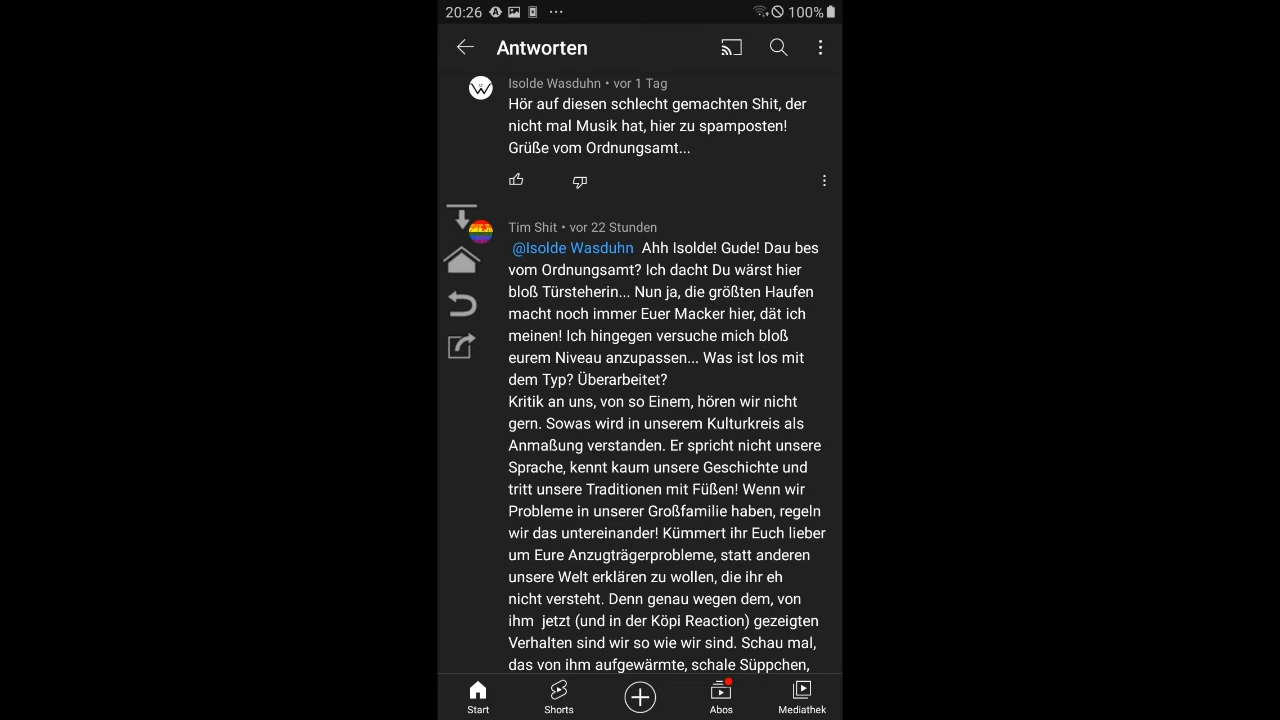 20:26
100%
Antworten
Isolde Wasduhn • vor 1 Tag
Hör auf diesen schlecht gemachten Shit, der
nicht mal Musik hat, hier zu spamposten!
Grüße vom Ordnungsamt...
Tim Shit • vor 22 Stunden
@Isolde Wasduhn Ahh Isolde! Gude! Dau bes
vom Ordnungsamt? Ich dacht Du wärst hier
bloß Türsteherin... Nun ja, die größten Haufen
macht noch immer Euer Macker hier, dät ich
meinen! Ich hingegen versuche mich bloß
eurem Niveau anzupassen... Was ist los mit
dem Typ? Überarbeitet?
Kritik an uns, von so Einem, hören wir nicht
gern. Sowas wird in unserem Kulturkreis als
Anmaßung verstanden. Er spricht nicht unsere
Sprache, kennt kaum unsere Geschichte und
tritt unsere Traditionen mit Füßen! Wenn wir
Probleme in unserer Großfamilie haben, regeln
wir das untereinander! Kümmert ihr Euch lieber
um Eure Anzugträgerprobleme, statt anderen
unsere Welt erklären zu wollen, die ihr eh
nicht versteht. Denn genau wegen dem, von
ihm jetzt (und in der Köpi Reaction) gezeigten
Verhalten sind wir so wie wir sind. Schau mal,
das von ihm aufgewärmte, schale Süppchen,
Start
Shorts
Abos
Mediathek